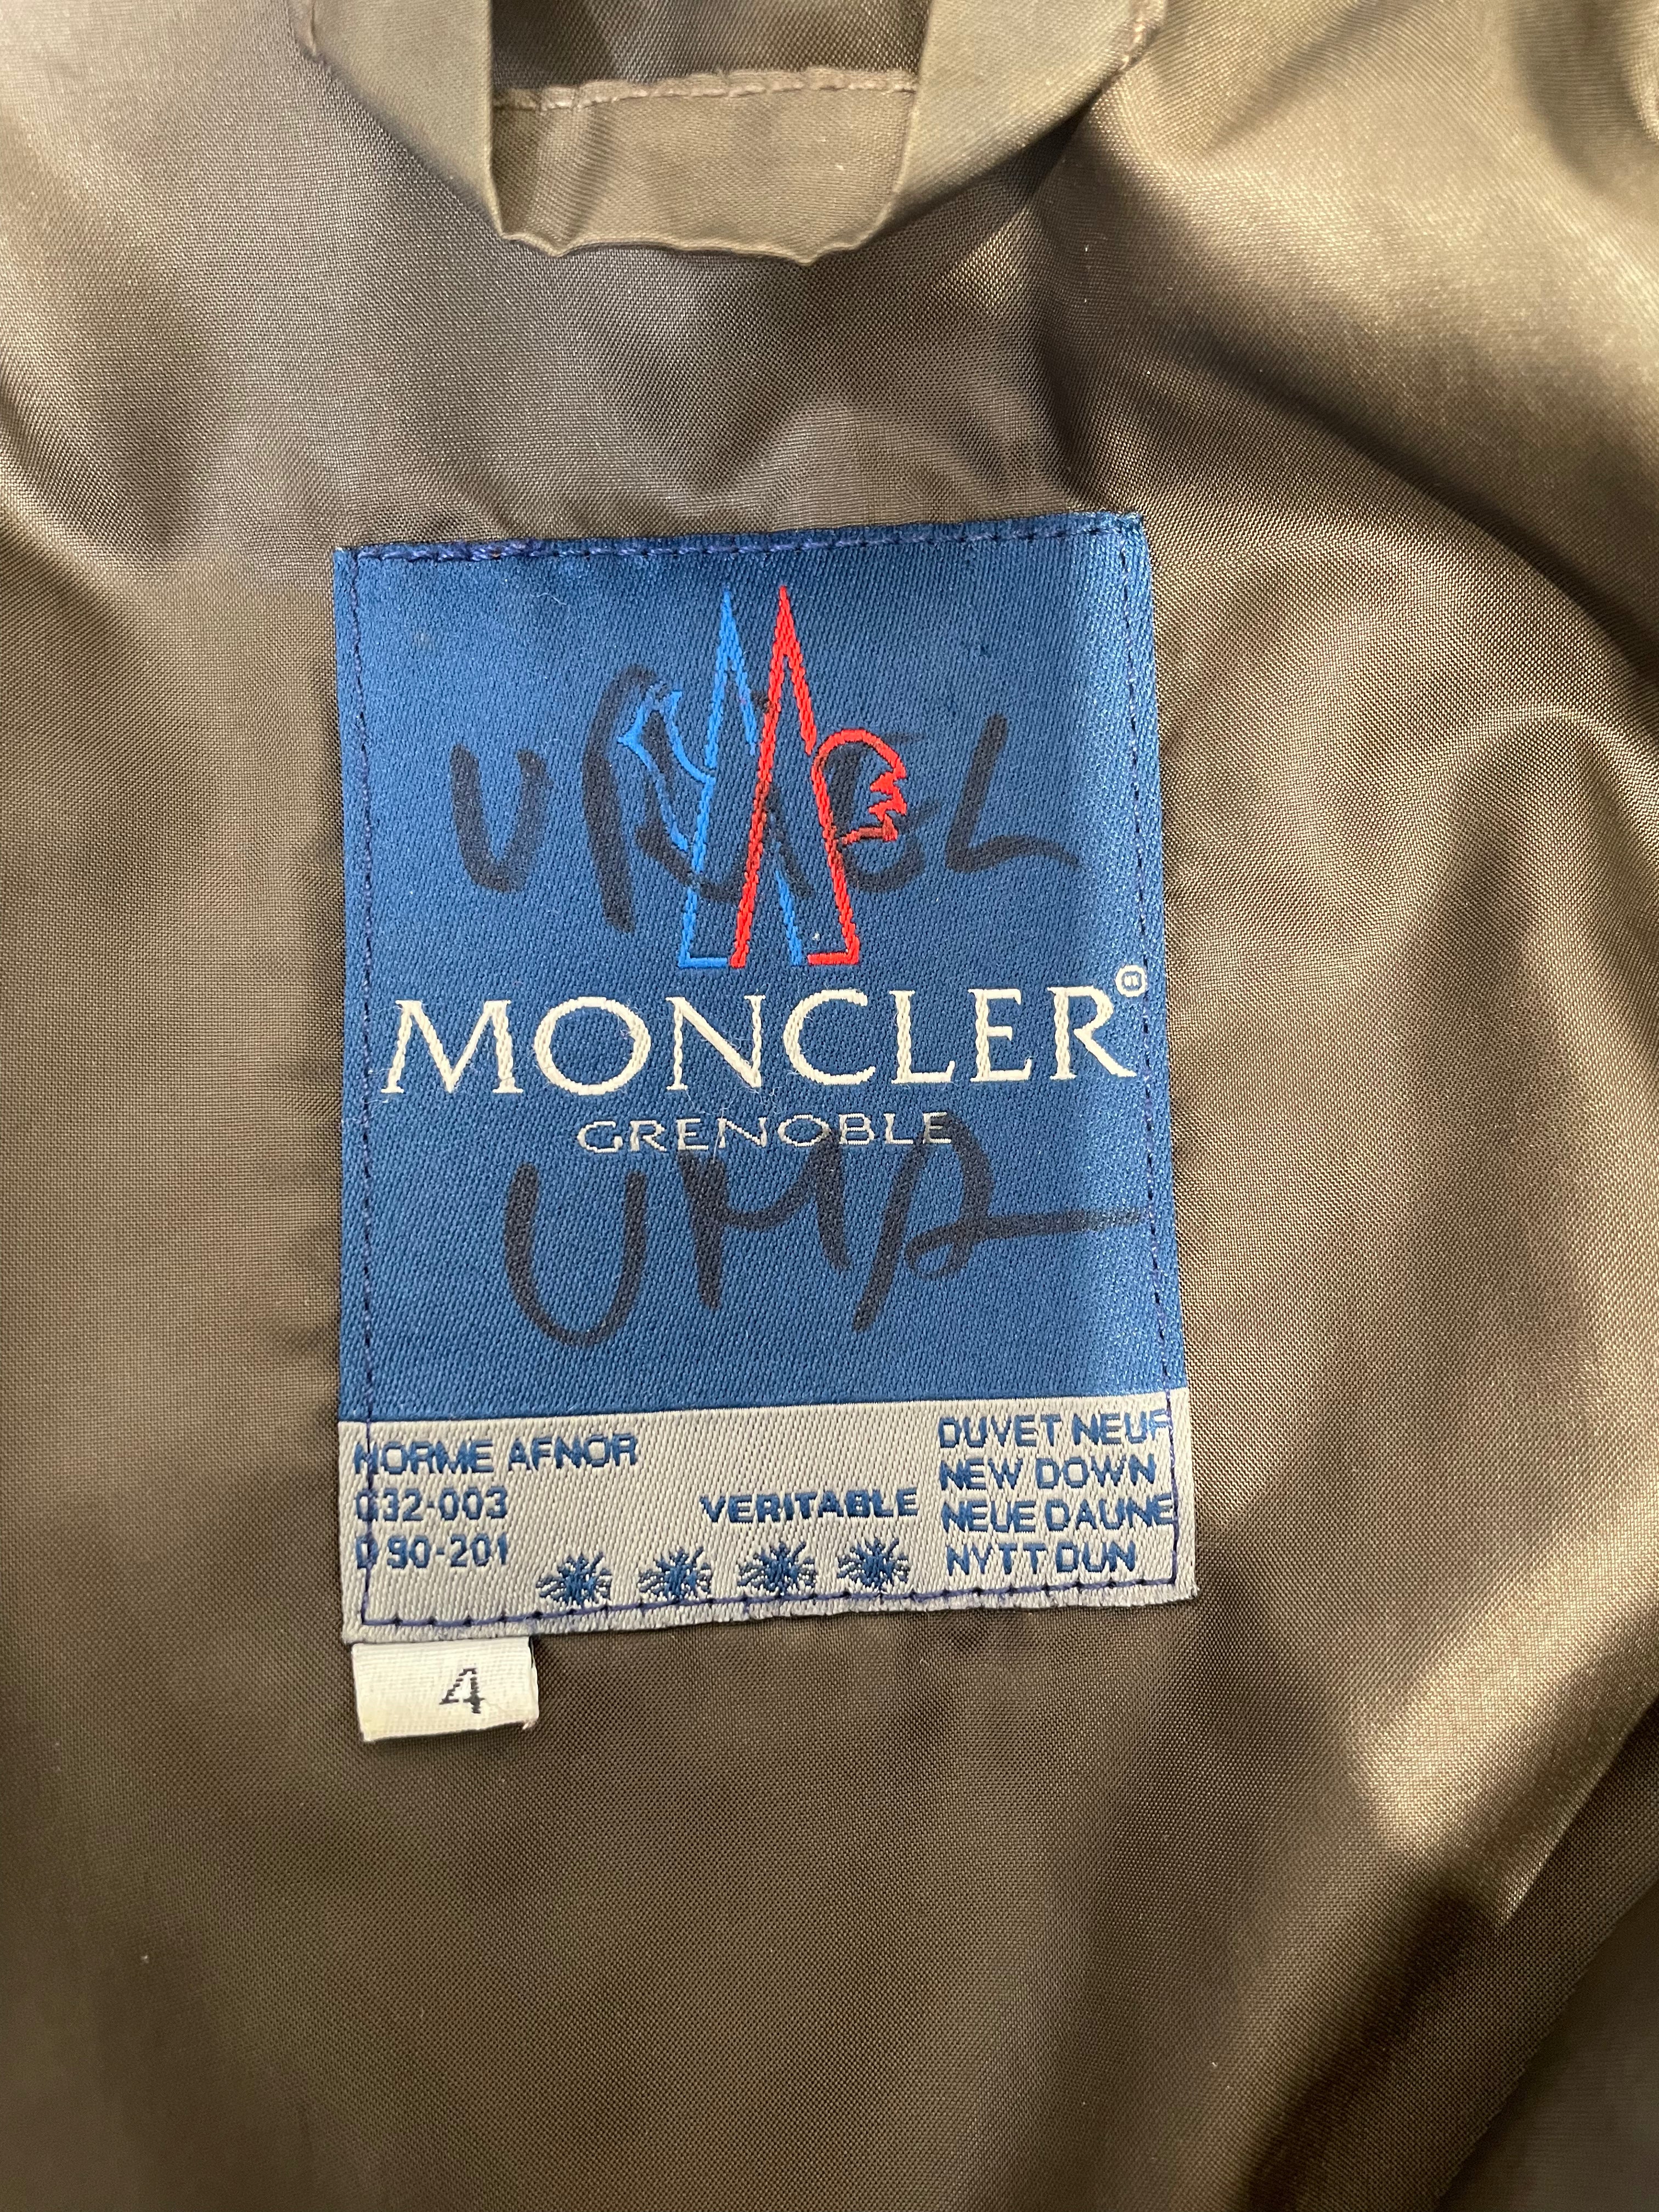 MONCLER®
GRENOBLE
NORME AFNOR
G32-003
D 90-201
VERITABLE
DUVET NEUF
NEW DOWN
NEUE DAUNE
NYTT DUN
4